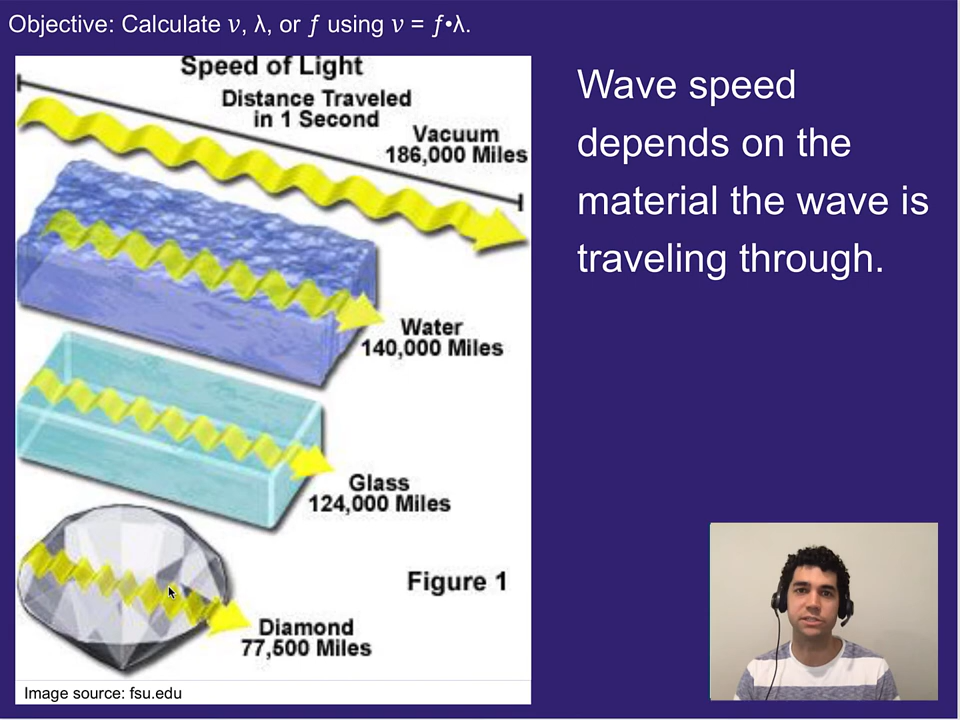 Objective: Calculate v, λ, or ƒ using v = ƒ•λ.
Speed of Light
Distance Traveled
in 1 Second
Vacuum
186,000 Miles
Water
140,000 Miles
Glass
124,000 Miles
Figure 1
Diamond
77,500 Miles
Image source: fsu.edu
Wave speed
depends on the
material the wave is
traveling through.